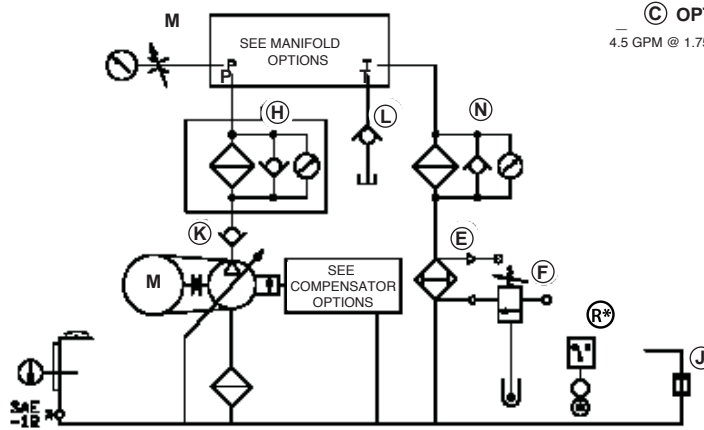 M
Ⓒ OPT
SEE MANIFOLD
OPTIONS
4.5 GPM @ 1.75
P
P
T
T
H
L
N
K
E
F
M
SEE
COMPENSATOR
OPTIONS
R*
J
SAE
-12